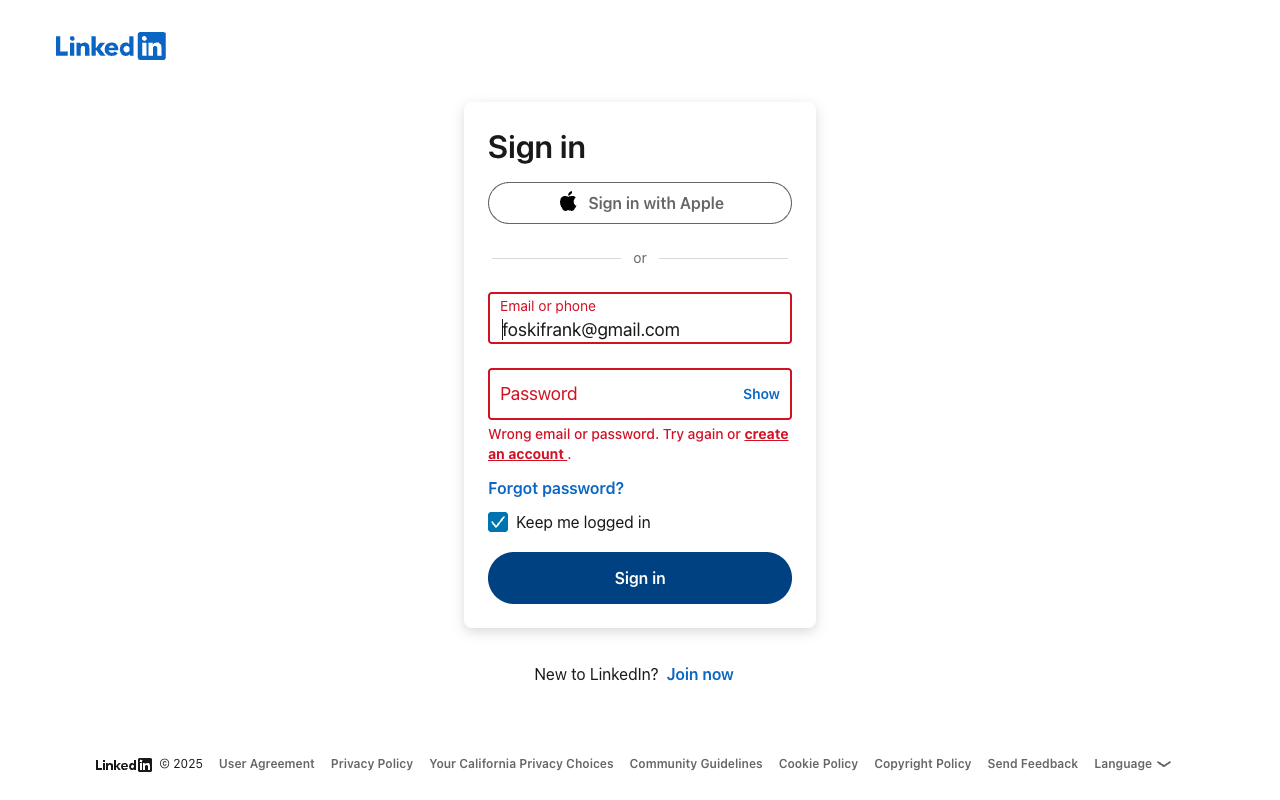 LinkedIn
Sign in
Sign in with Apple
or
Email or phone
foskifrank@gmail.com
Password
Show
Wrong email or password. Try again or create
an account .
Forgot password?
Keep me logged in
Sign in
New to LinkedIn? Join now
LinkedIn © 2025 User Agreement Privacy Policy Your California Privacy Choices Community Guidelines Cookie Policy Copyright Policy Send Feedback Language